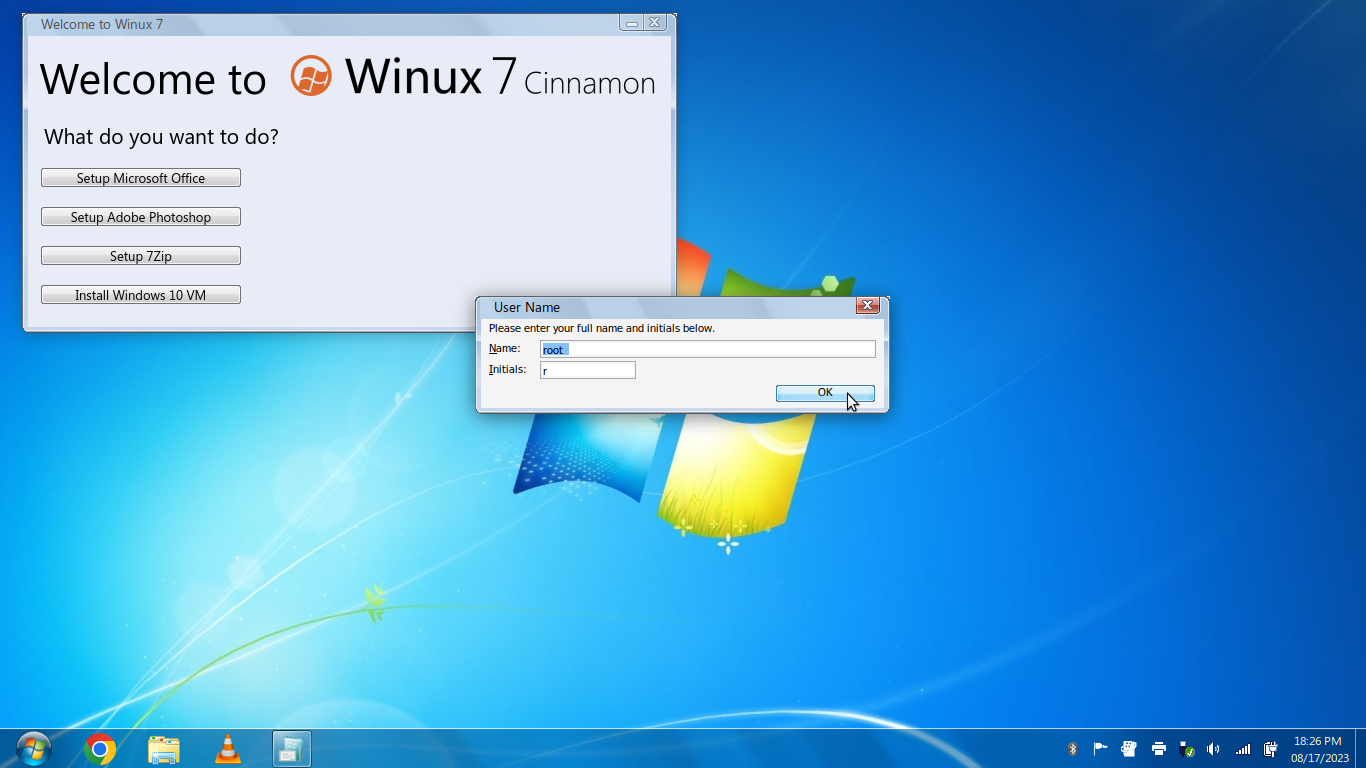 Welcome to Winux 7
Welcome to Winux 7 Cinnamon
What do you want to do?
Setup Microsoft Office
Setup Adobe Photoshop
Setup 7Zip
Install Windows 10 VM
User Name
Please enter your full name and initials below.
Name: root
Initials: r
OK
18:26 PM
08/17/2023